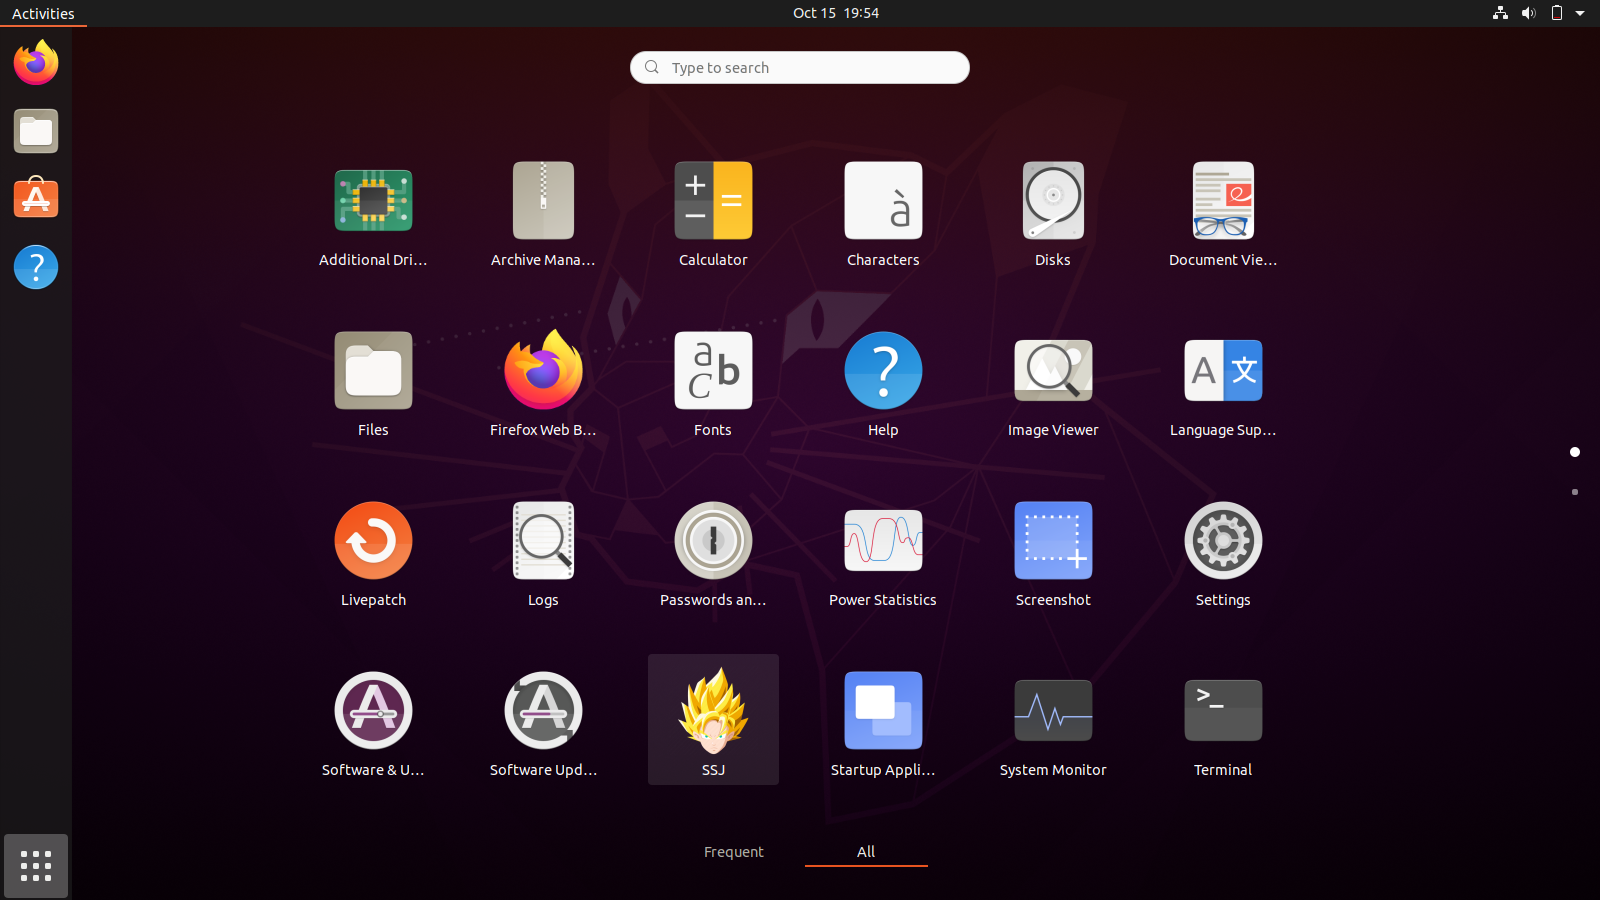 Activities
Oct 15 19:54
Type to search
Additional Dri...
Archive Mana...
Calculator
Characters
Disks
Document Vie...
Files
Firefox Web B...
Fonts
Help
Image Viewer
Language Sup...
Livepatch
Logs
Passwords an...
Power Statistics
Screenshot
Settings
Software & U...
Software Upd...
SSJ
Startup Appli...
System Monitor
Terminal
Frequent
All